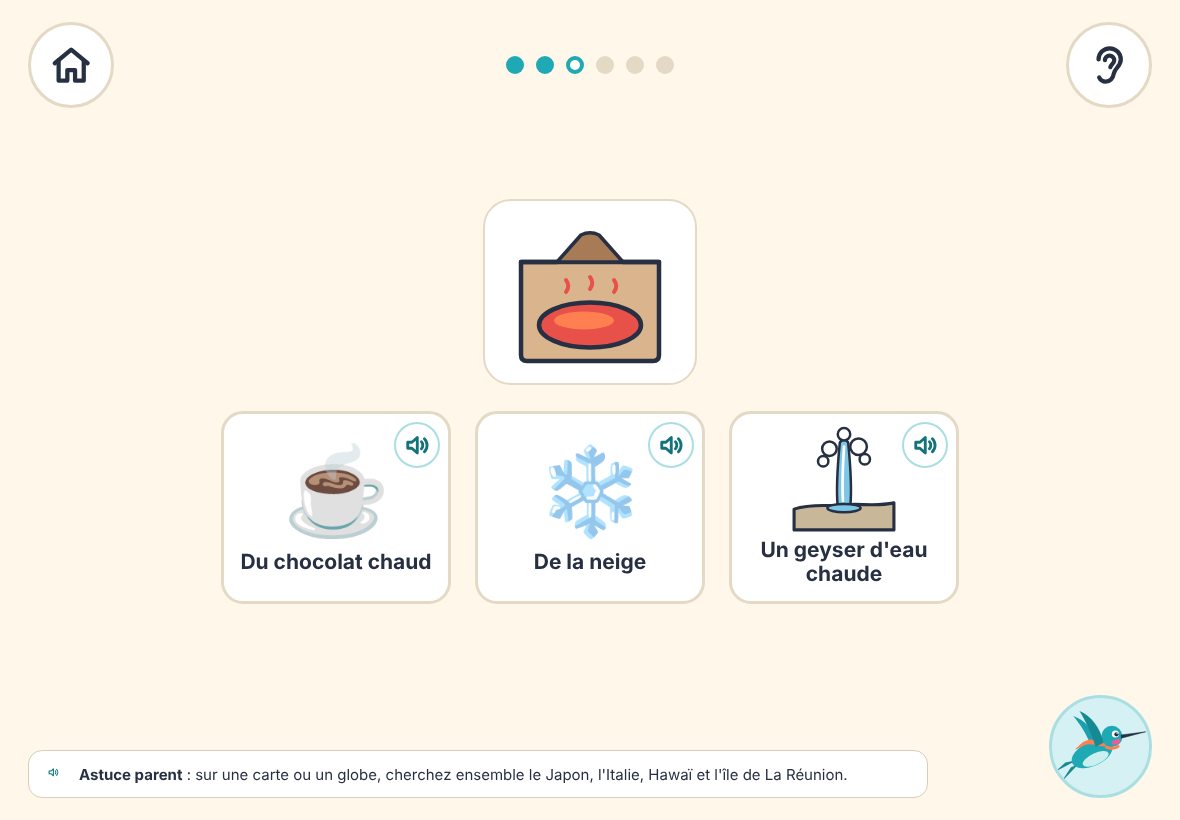 Du chocolat chaud
De la neige
Un geyser d'eau
chaude
Astuce parent : sur une carte ou un globe, cherchez ensemble le Japon, l'Italie, Hawaï et l'île de La Réunion.